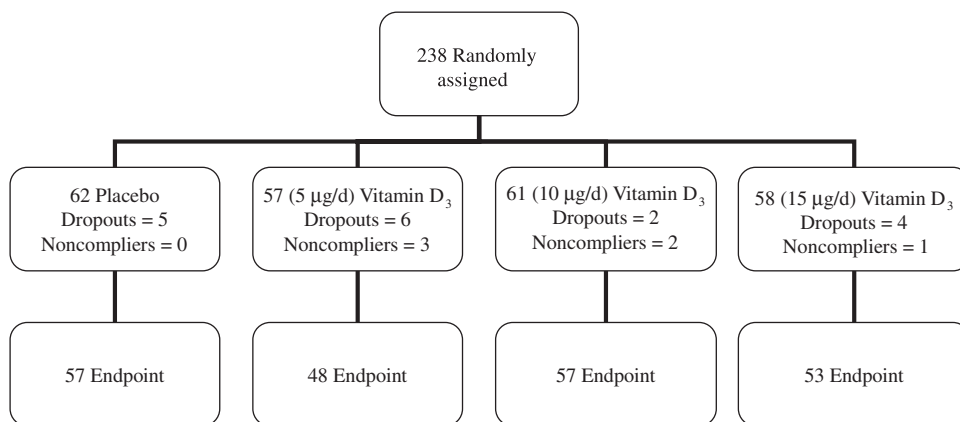 238 Randomly
assigned
62 Placebo
Dropouts = 5
Noncompliers = 0
57 (5 μg/d) Vitamin D3
Dropouts = 6
Noncompliers = 3
61 (10 μg/d) Vitamin D3
Dropouts = 2
Noncompliers = 2
58 (15 μg/d) Vitamin D3
Dropouts = 4
Noncompliers = 1
57 Endpoint
48 Endpoint
57 Endpoint
53 Endpoint